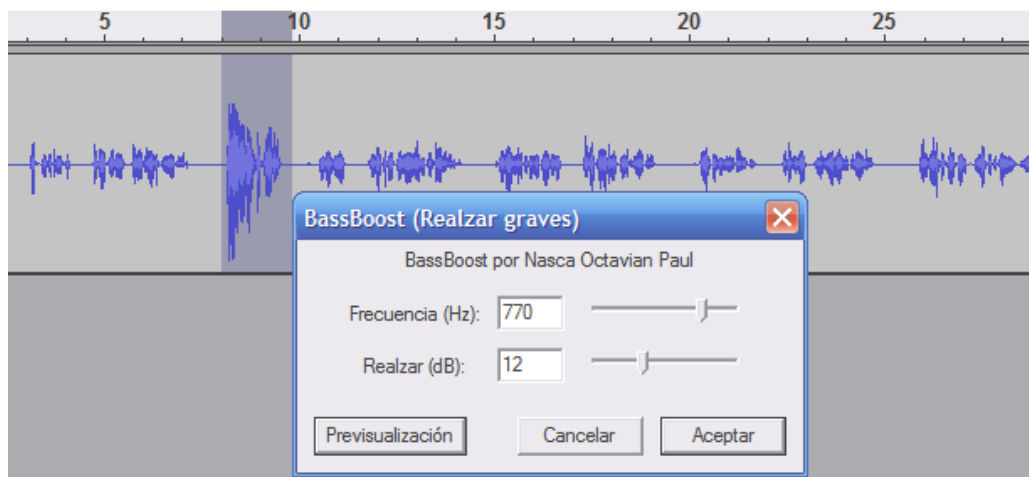 5 10 15 20 25
BassBoost (Realzar graves)
BassBoost por Nasca Octavian Paul
Frecuencia (Hz): 770
Realzar (dB): 12
Previsualización Cancelar Aceptar